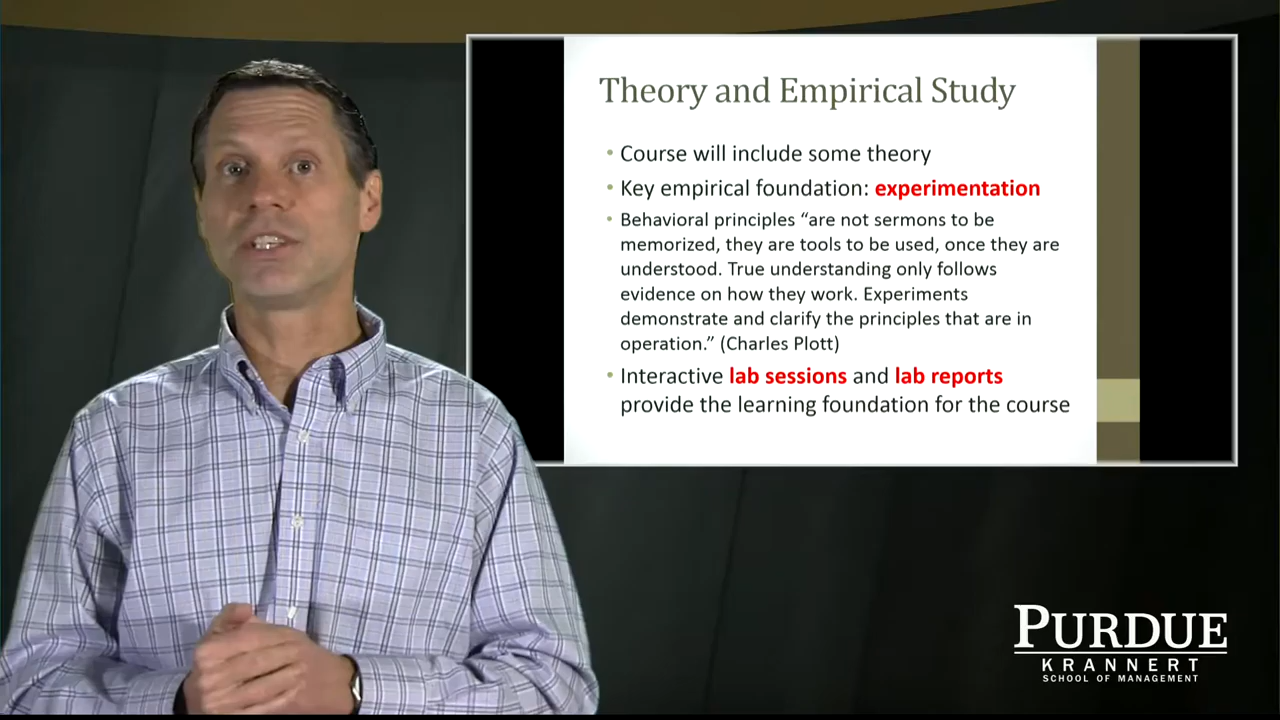 Theory and Empirical Study
• Course will include some theory
• Key empirical foundation: experimentation
• Behavioral principles “are not sermons to be
memorized, they are tools to be used, once they are
understood. True understanding only follows
evidence on how they work. Experiments
demonstrate and clarify the principles that are in
operation.” (Charles Plott)
• Interactive lab sessions and lab reports
provide the learning foundation for the course
PURDUE
KRANNERT
SCHOOL OF MANAGEMENT